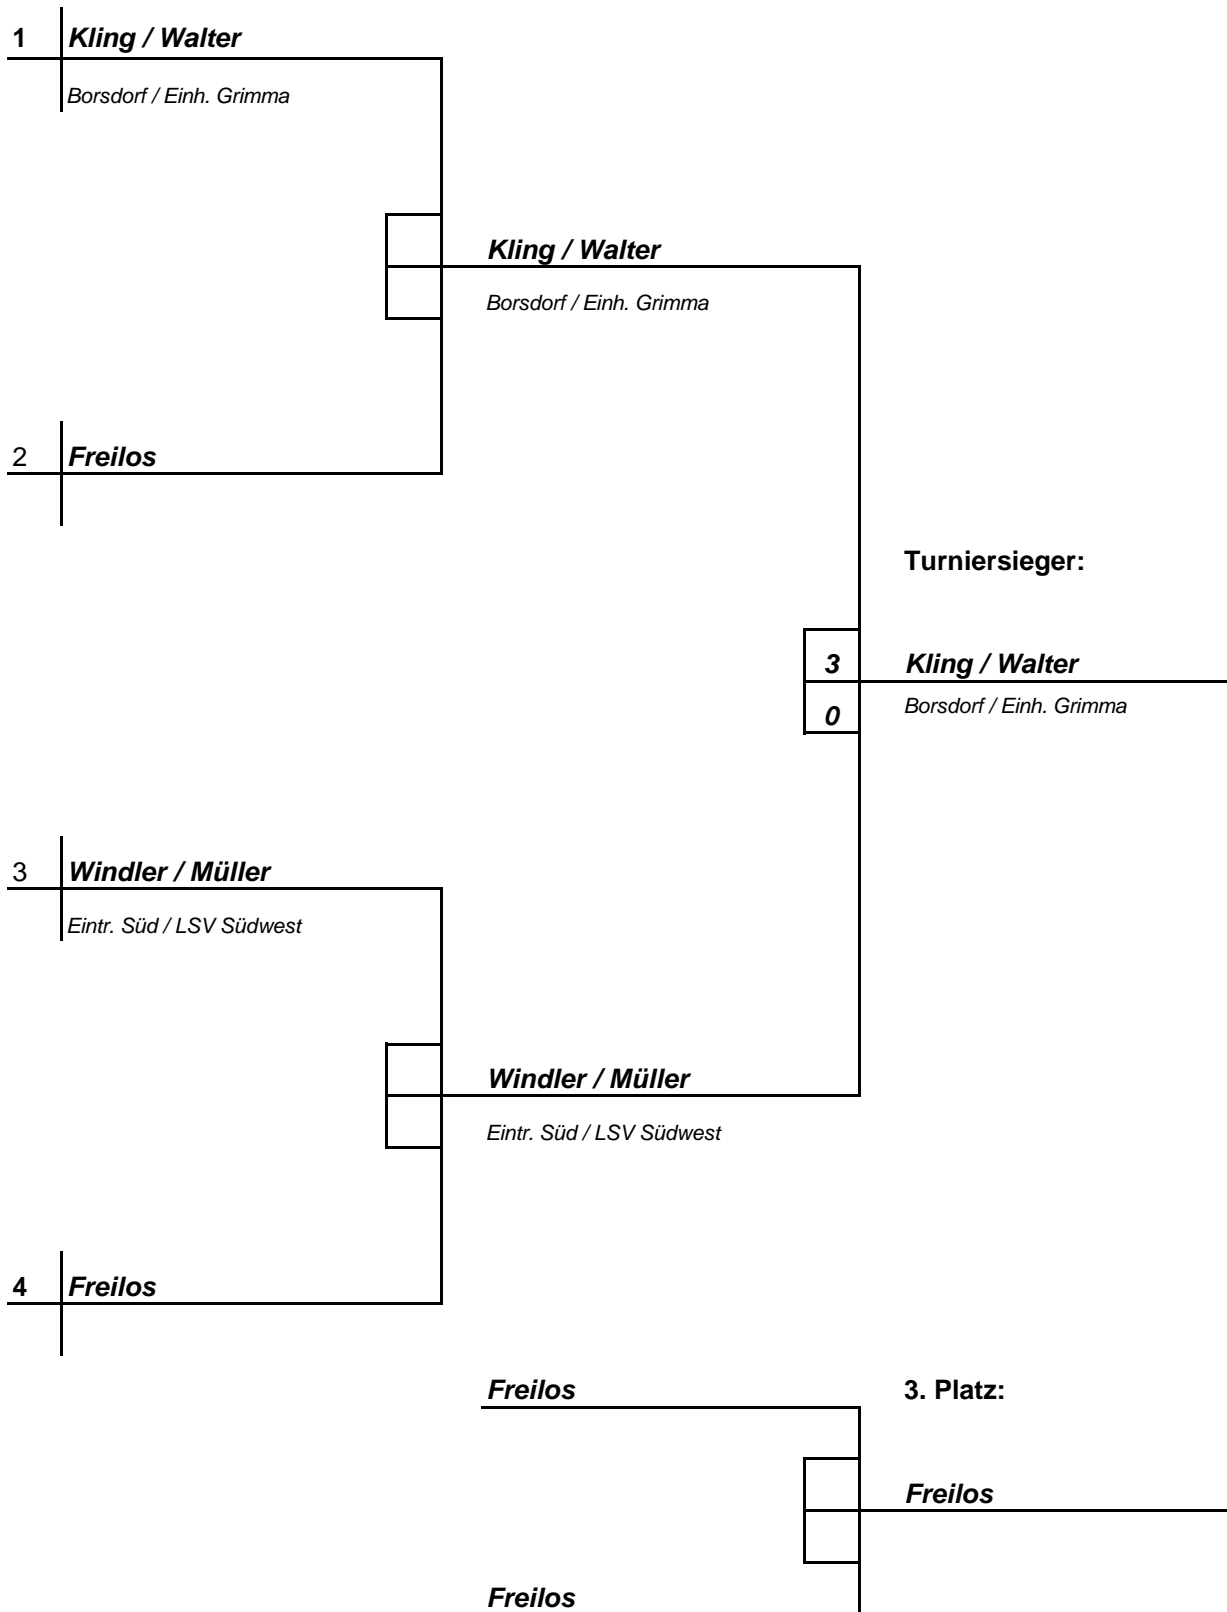 1 Kling / Walter
Borsdorf / Einh. Grimma
Kling / Walter
Borsdorf / Einh. Grimma
2 Freilos
Turniersieger:
3 Kling / Walter
0 Borsdorf / Einh. Grimma
3 Windler / Müller
Eintr. Süd / LSV Südwest
Windler / Müller
Eintr. Süd / LSV Südwest
4 Freilos
Freilos 3. Platz:
Freilos
Freilos